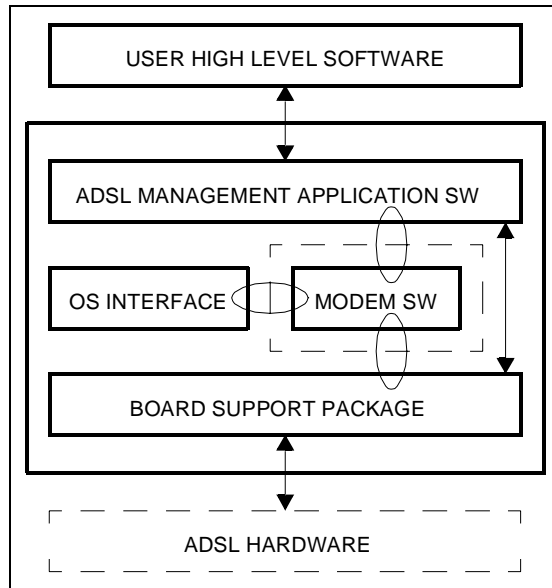 USER HIGH LEVEL SOFTWARE
ADSL MANAGEMENT APPLICATION SW
OS INTERFACE
MODEM SW
BOARD SUPPORT PACKAGE
ADSL HARDWARE